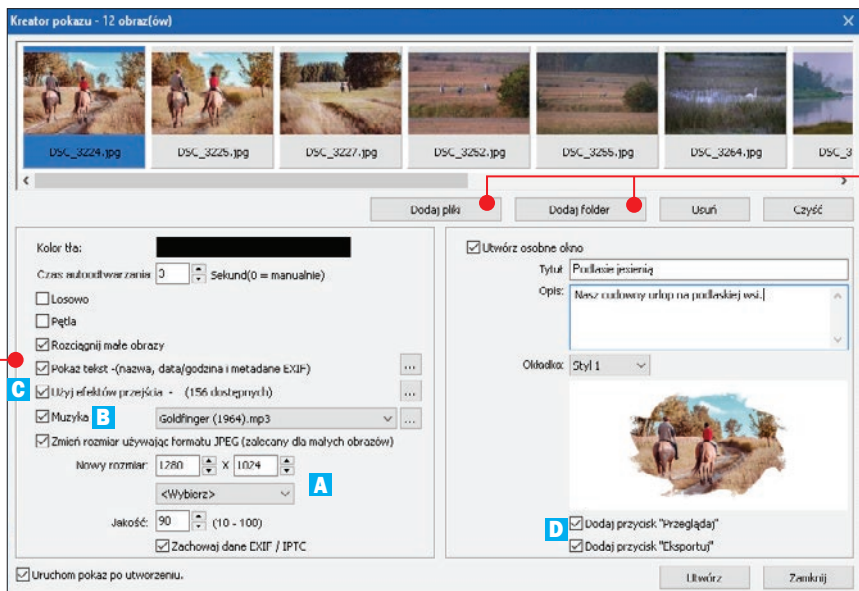 Kreator pokazu - 12 obraz(ów)
DSC_3224.jpg
DSC_3225.jpg
DSC_3227.jpg
DSC_3252.jpg
DSC_3255.jpg
DSC_3264.jpg
DSC_3
Dodaj pliki
Dodaj folder
Usuń
Czyść
Kolor tła:
Czas autoodtwarzania 3 Sekund(0 = manualnie)
Losowo
Pętla
Rozciągnij małe obrazy
Pokaż tekst -(nazwa, data/godzina i metadane EXIF) ...
C Użyj efektów przejścia - (156 dostępnych) ...
Muzyka B Goldfinger (1964).mp3 ...
Zmień rozmiar używając formatu JPEG (zalecany dla małych obrazów)
Nowy rozmiar: 1280 X 1024
<Wybierz> A
Jakość: 90 (10 - 100)
Zachowaj dane EXIF / IPTC
Utwórz osobne okno
Tytuł: Podlasie jesienią
Opis: Nasz cudowny urlop na podlaskiej wsi.
Okładka: Styl 1
D Dodaj przycisk "Przeglądaj"
Dodaj przycisk "Eksportuj"
Uruchom pokaz po utworzeniu.
Utwórz
Zamknij